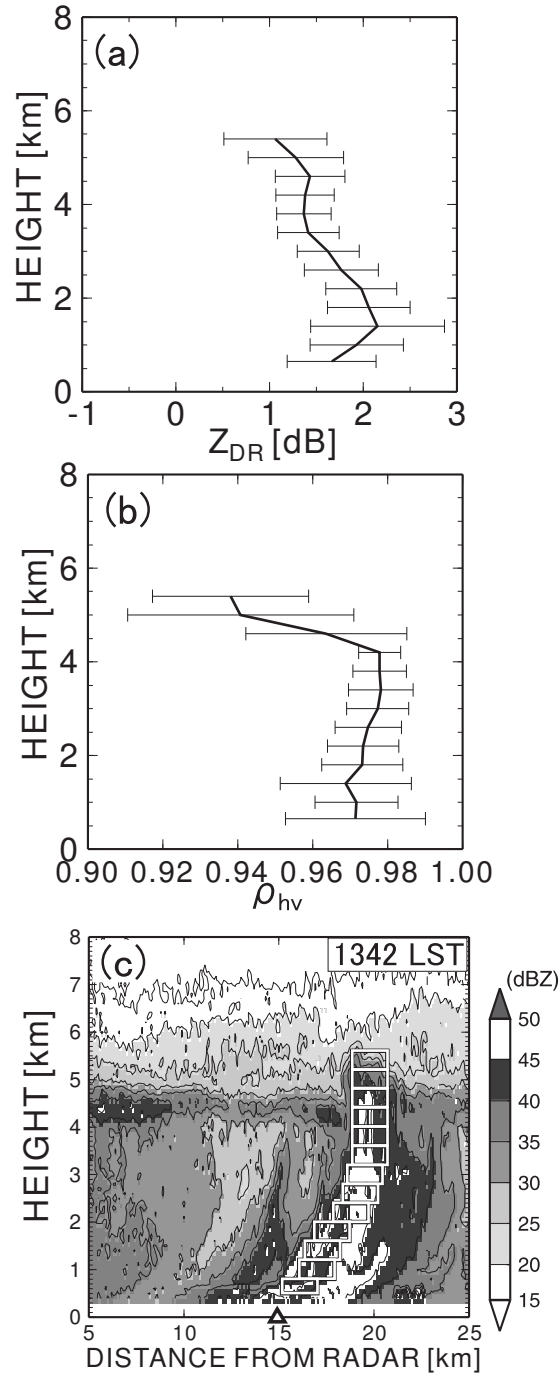 (a)
8
6
4
2
0
HEIGHT [km]
-1 0 1 2 3
Z_DR [dB]
(b)
8
6
4
2
0
HEIGHT [km]
0.90 0.92 0.94 0.96 0.98 1.00
ρ_hv
(c)
1342 LST
8
7
6
5
4
3
2
1
0
HEIGHT [km]
5 10 15 20 25
DISTANCE FROM RADAR [km]
(dBZ)
50
45
40
35
30
25
20
15